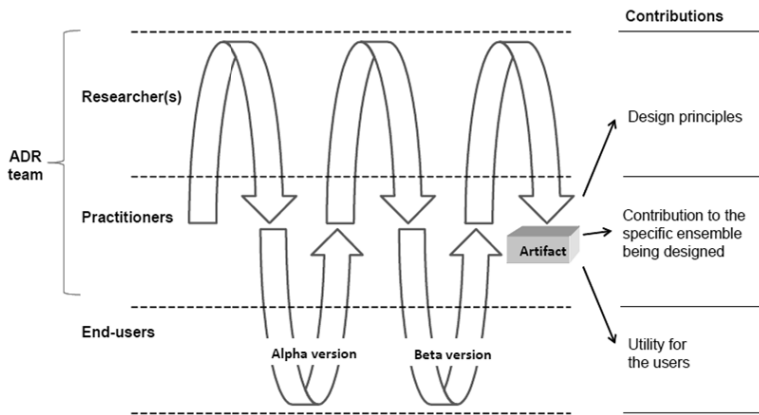 Contributions
Researcher(s)
Design principles
ADR
team
Practitioners
Contribution to the
specific ensemble
being designed
Artifact
End-users
Alpha version
Beta version
Utility for
the users